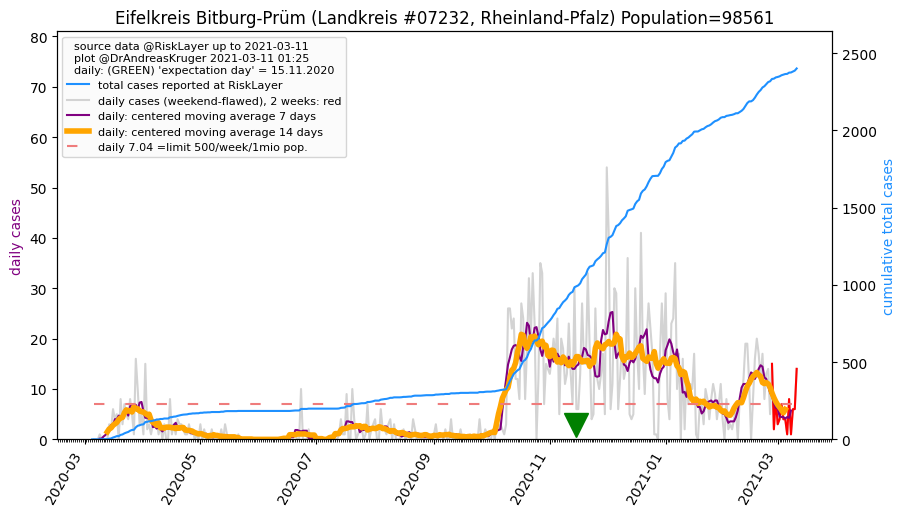 Eifelkreis Bitburg-Prüm (Landkreis #07232, Rheinland-Pfalz) Population=98561
source data @RiskLayer up to 2021-03-11
plot @DrAndreasKruger 2021-03-11 01:25
daily: (GREEN) 'expectation day' = 15.11.2020
total cases reported at RiskLayer
daily cases (weekend-flawed), 2 weeks: red
daily: centered moving average 7 days
daily: centered moving average 14 days
daily 7.04 =limit 500/week/1mio pop.
daily cases
80
70
60
50
40
30
20
10
0
cumulative total cases
2500
2000
1500
1000
500
0
2020-03
2020-05
2020-07
2020-09
2020-11
2021-01
2021-03